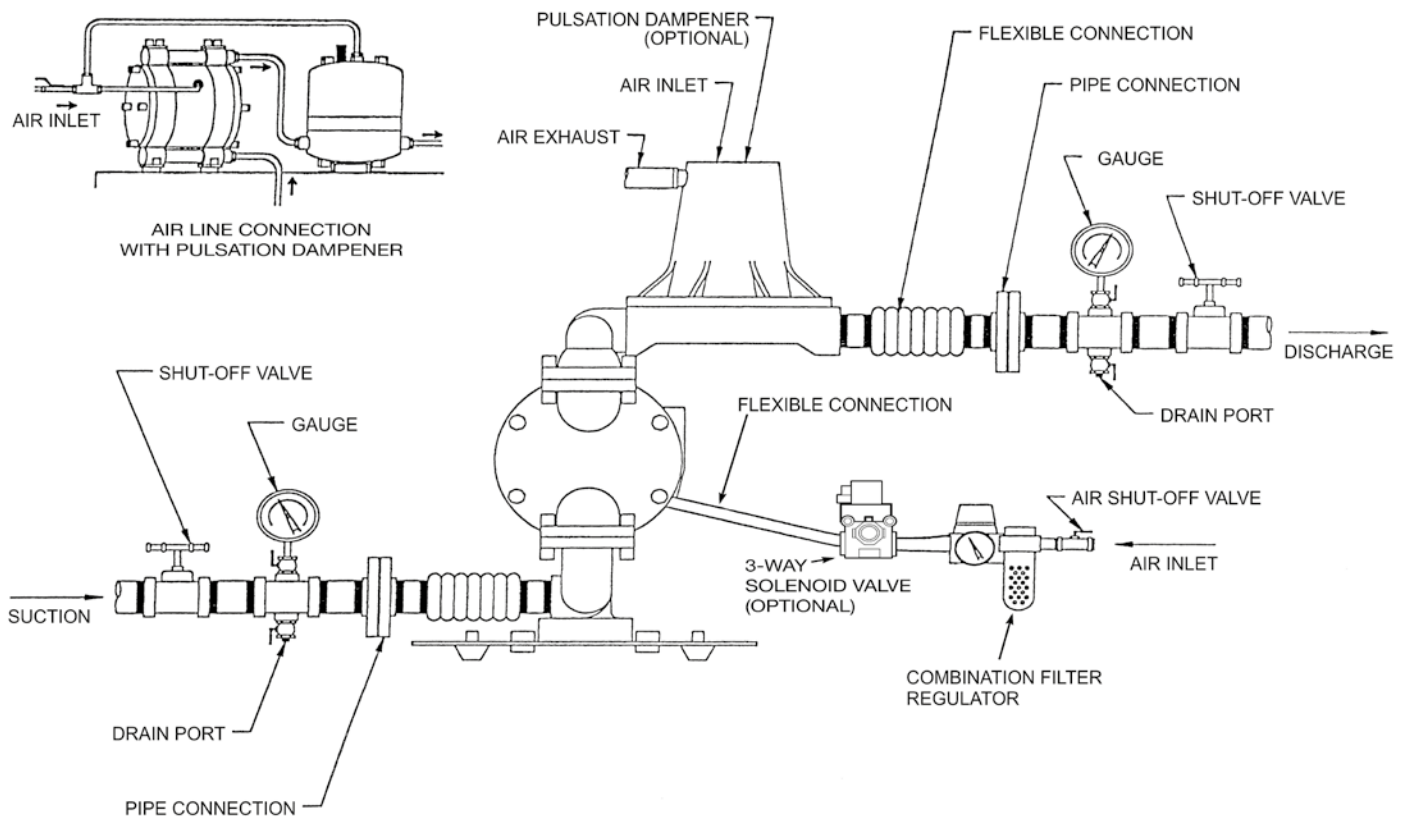 AIR INLET
AIR LINE CONNECTION
WITH PULSATION DAMPENER
PULSATION DAMPENER
(OPTIONAL)
AIR INLET
AIR EXHAUST
FLEXIBLE CONNECTION
PIPE CONNECTION
GAUGE
SHUT-OFF VALVE
DISCHARGE
DRAIN PORT
SHUT-OFF VALVE
GAUGE
FLEXIBLE CONNECTION
AIR SHUT-OFF VALVE
AIR INLET
3-WAY
SOLENOID VALVE
(OPTIONAL)
SUCTION
COMBINATION FILTER
REGULATOR
DRAIN PORT
PIPE CONNECTION